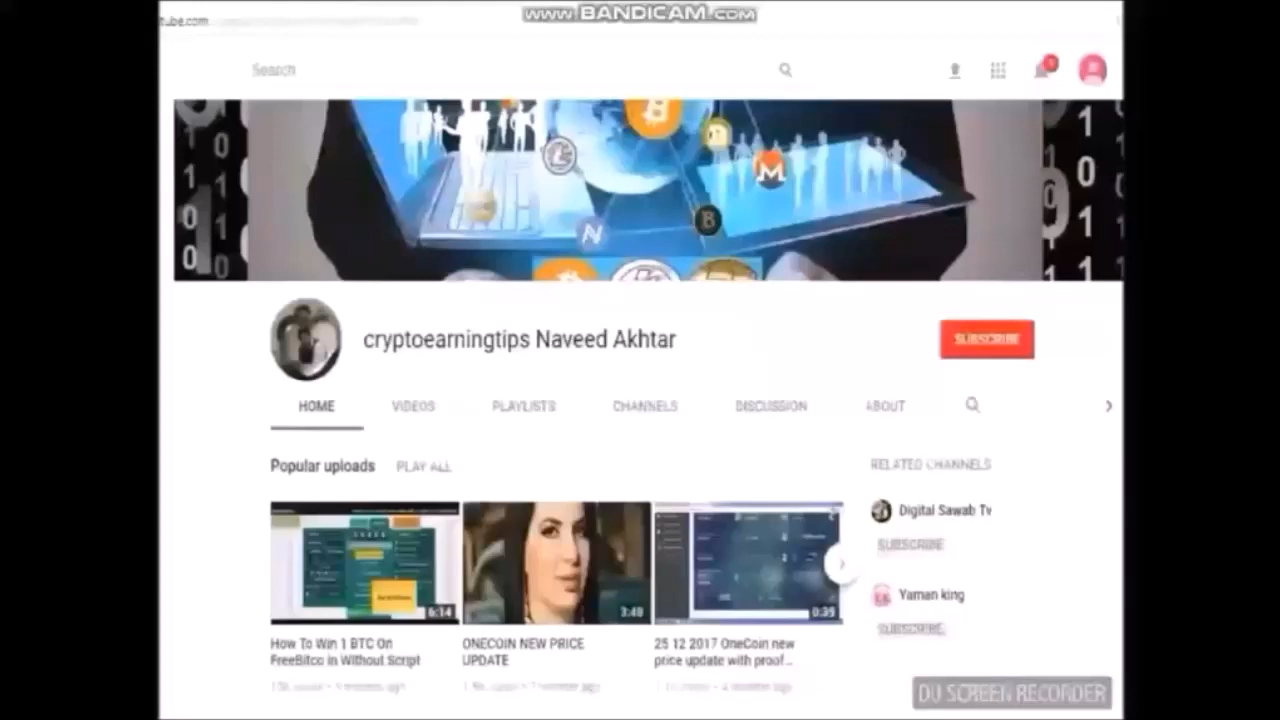 www.BANDICAM.com
tube.com
Search
cryptoearningtips Naveed Akhtar
SUBSCRIBE
HOME
VIDEOS
PLAYLISTS
CHANNELS
DISCUSSION
ABOUT
Popular uploads
PLAY ALL
RELATED CHANNELS
6:14
3:40
0:39
Digital Sawab Tv
SUBSCRIBE
Yaman king
SUBSCRIBE
How To Win 1 BTC On
FreeBitco in Without Script
ONECOIN NEW PRICE
UPDATE
25 12 2017 OneCoin new
price update with proof...
DU SCREEN RECORDER